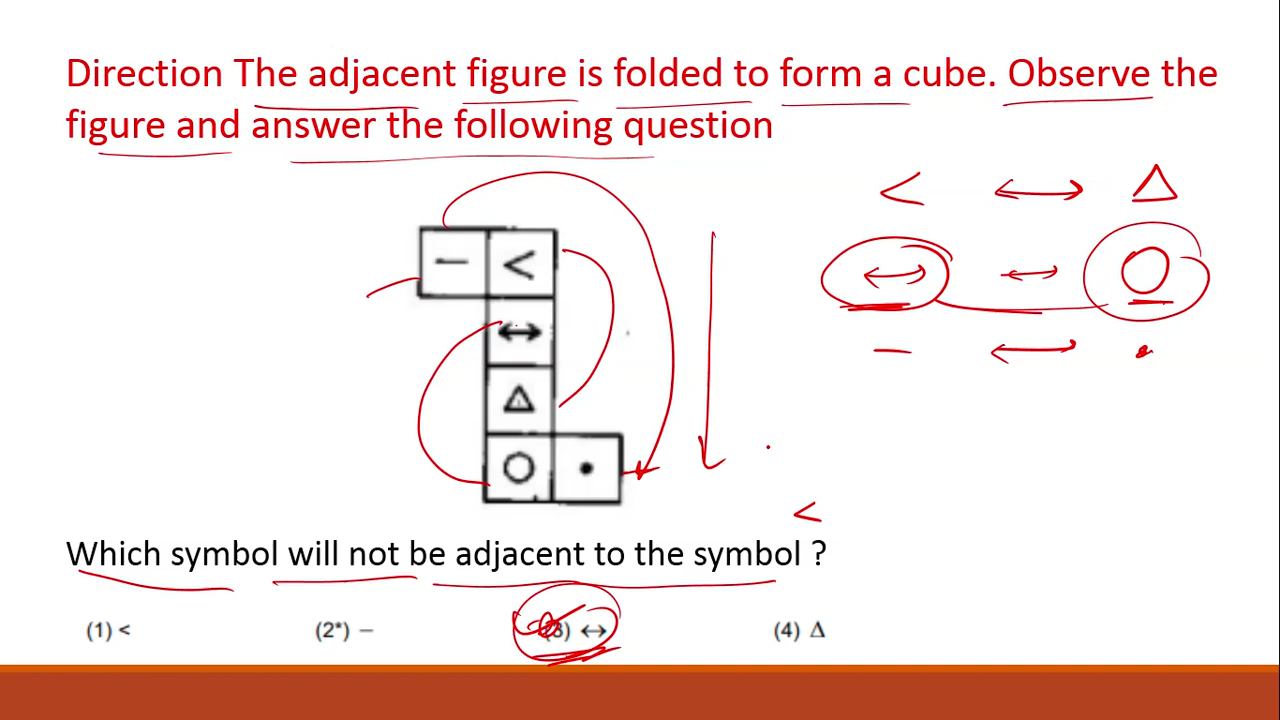 Direction The adjacent figure is folded to form a cube. Observe the
figure and answer the following question
< ↔ Δ
↔ ↔ ○
− ↔ •
− <
↔
Δ
○ •
<
Which symbol will not be adjacent to the symbol ?
(1) < (2*) − (3) ↔ (4) Δ